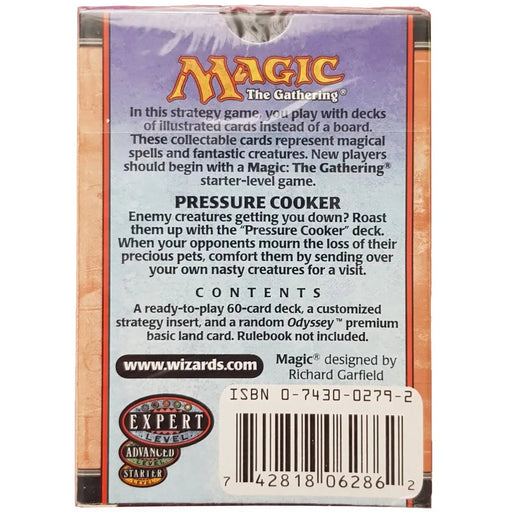 MAGIC
The Gathering®
In this strategy game, you play with decks
of illustrated cards instead of a board.
These collectable cards represent magical
spells and fantastic creatures. New players
should begin with a Magic: The Gathering®
starter-level game.
PRESSURE COOKER
Enemy creatures getting you down? Roast
them up with the "Pressure Cooker" deck.
When your opponents mourn the loss of their
precious pets, comfort them by sending over
your own nasty creatures for a visit.
CONTENTS
A ready-to-play 60-card deck, a customized
strategy insert, and a random Odyssey™ premium
basic land card. Rulebook not included.
www.wizards.com
Magic® designed by
Richard Garfield
ISBN 0-7430-0279-2
EXPERT
LEVEL
ADVANCED
LEVEL
STARTER
LEVEL
7 42818 06286 2